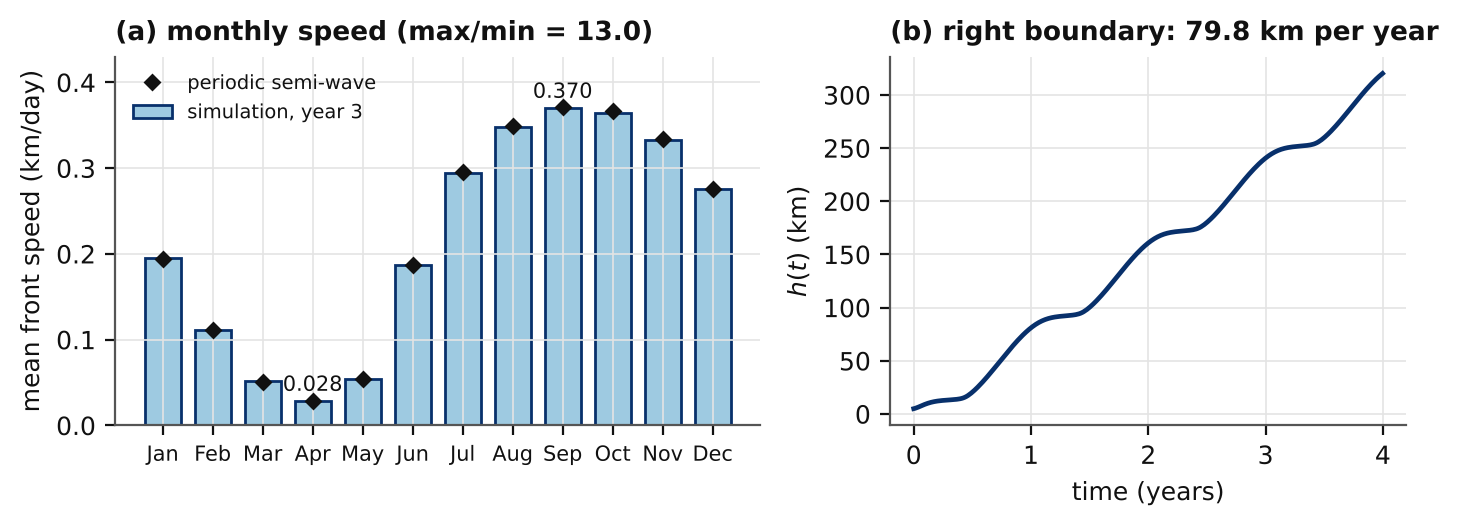 (a) monthly speed (max/min = 13.0)
mean front speed (km/day)
0.4
0.3
0.2
0.1
0.0
periodic semi-wave
simulation, year 3
0.370
0.028
Jan Feb Mar Apr May Jun Jul Aug Sep Oct Nov Dec
(b) right boundary: 79.8 km per year
h(t) (km)
300
250
200
150
100
50
0
0 1 2 3 4
time (years)